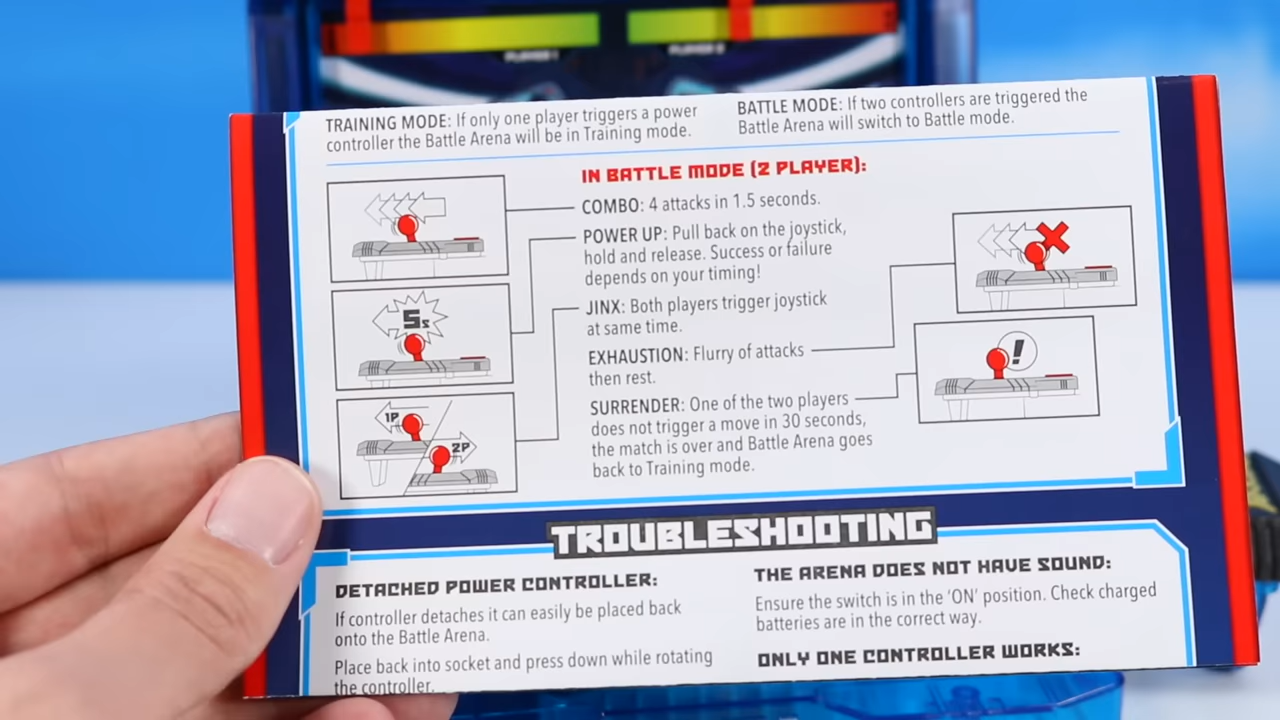 PLAYER 1
PLAYER 2
TRAINING MODE: If only one player triggers a power
controller the Battle Arena will be in Training mode.
BATTLE MODE: If two controllers are triggered the
Battle Arena will switch to Battle mode.
IN BATTLE MODE (2 PLAYER):
COMBO: 4 attacks in 1.5 seconds.
POWER UP: Pull back on the joystick,
hold and release. Success or failure
depends on your timing!
JINX: Both players trigger joystick
at same time.
EXHAUSTION: Flurry of attacks
then rest.
SURRENDER: One of the two players
does not trigger a move in 30 seconds,
the match is over and Battle Arena goes
back to Training mode.
5s
1P
2P
!
TROUBLESHOOTING
DETACHED POWER CONTROLLER:
If controller detaches it can easily be placed back
onto the Battle Arena.
Place back into socket and press down while rotating
the controller.
THE ARENA DOES NOT HAVE SOUND:
Ensure the switch is in the ‘ON’ position. Check charged
batteries are in the correct way.
ONLY ONE CONTROLLER WORKS: